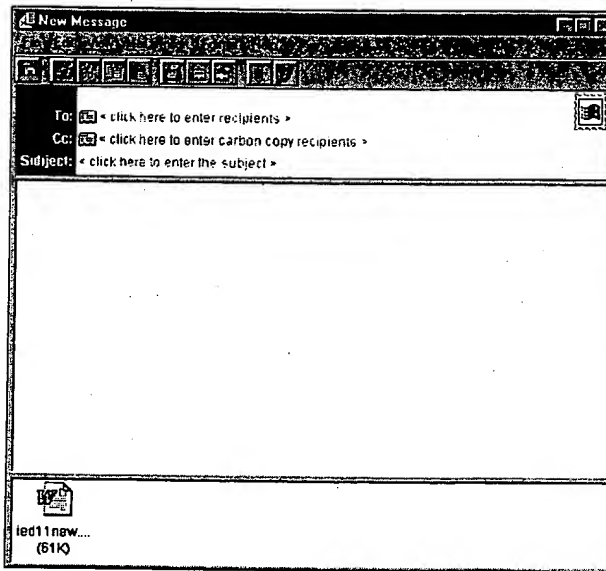 New Message
To: < click here to enter recipients >
Cc: < click here to enter carbon copy recipients >
Subject: < click here to enter the subject >
ied11new....
(61K)